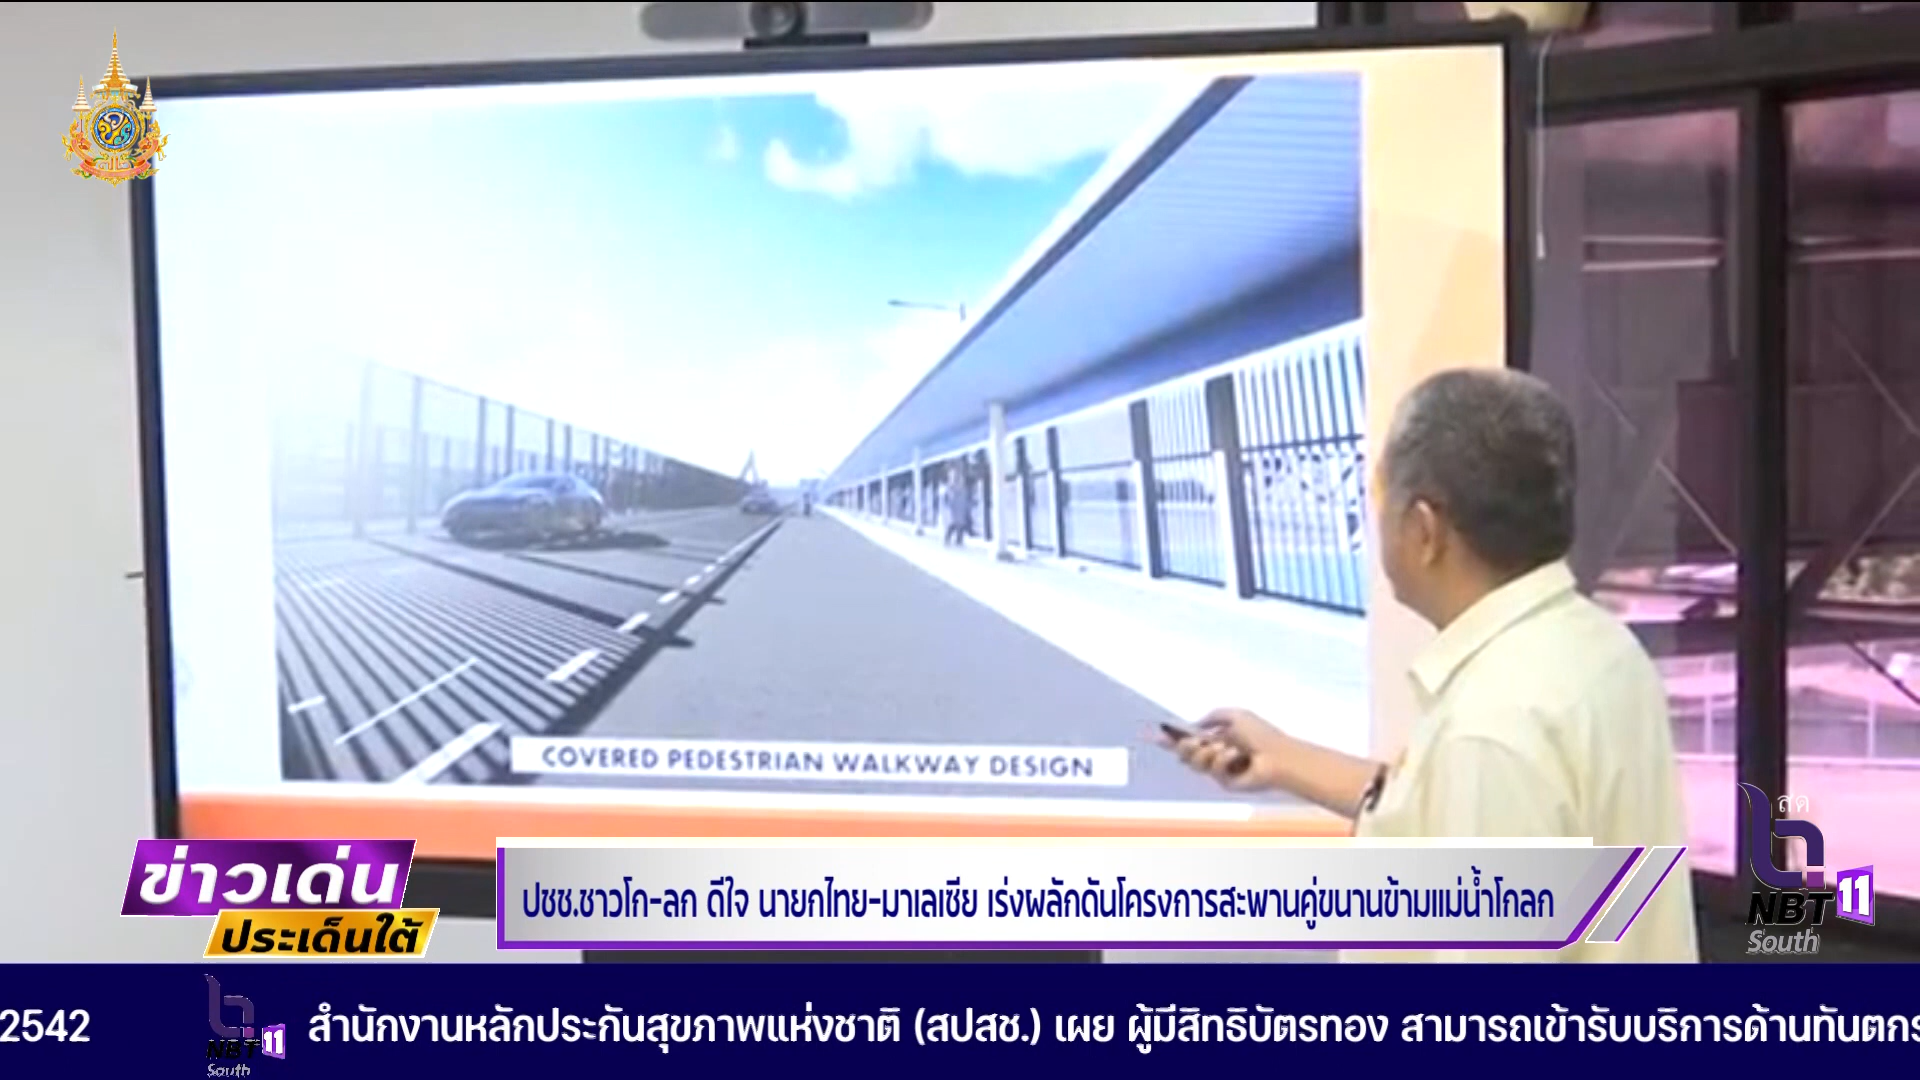 COVERED PEDESTRIAN WALKWAY DESIGN
สด
NBT 11
South
ข่าวเด่น
ประเด็นใต้
ปชช.ชาวโก-ลก ดีใจ นายกไทย-มาเลเซีย เร่งผลักดันโครงการสะพานคู่ขนานข้ามแม่น้ำโกลก
2542 NBT 11 South สำนักงานหลักประกันสุขภาพแห่งชาติ (สปสช.) เผย ผู้มีสิทธิบัตรทอง สามารถเข้ารับบริการด้านทันตกร